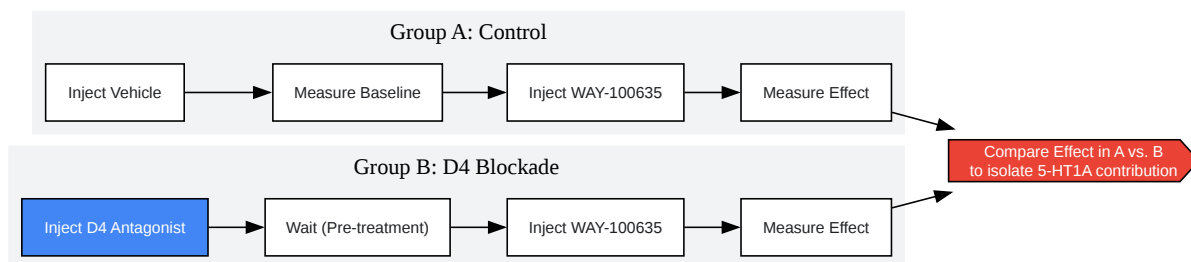 Group A: Control
Inject Vehicle
Measure Baseline
Inject WAY-100635
Measure Effect
Group B: D4 Blockade
Inject D4 Antagonist
Wait (Pre-treatment)
Inject WAY-100635
Measure Effect
Compare Effect in A vs. B
to isolate 5-HT1A contribution